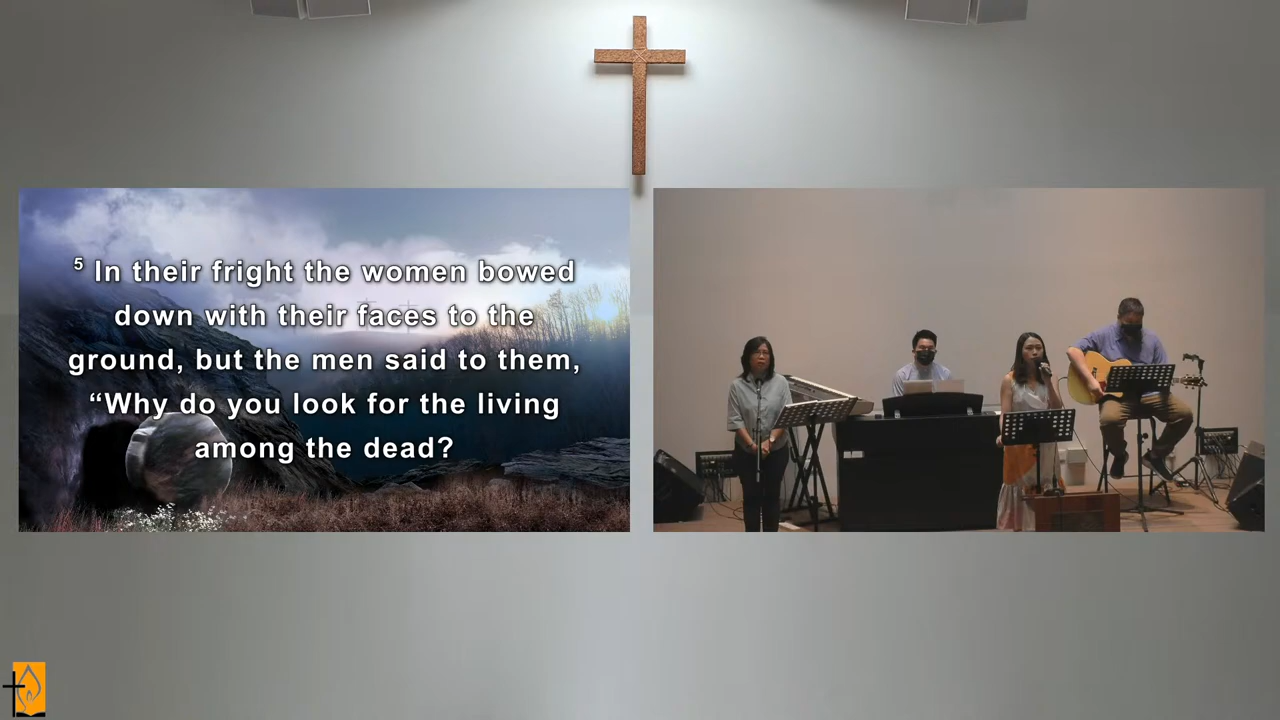 5 In their fright the women bowed
down with their faces to the
ground, but the men said to them,
“Why do you look for the living
among the dead?